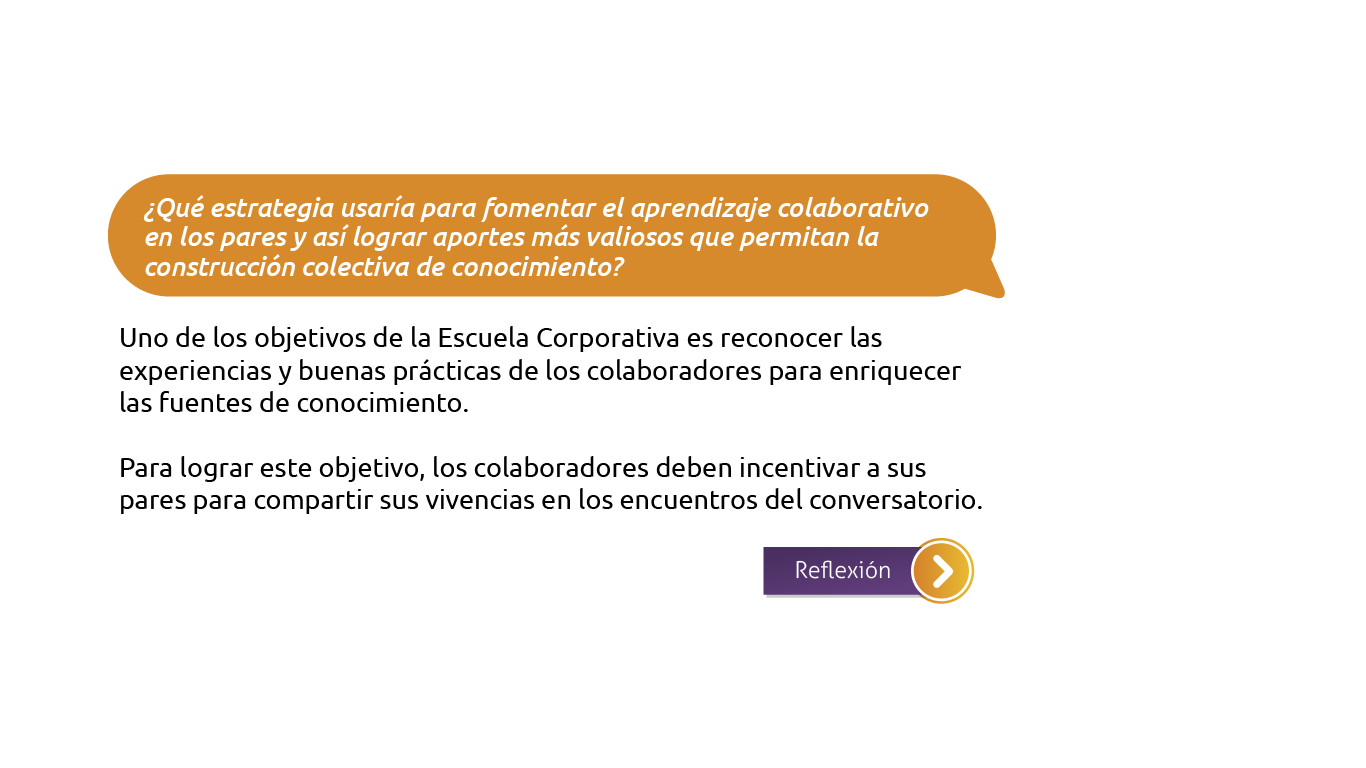 ¿Qué estrategia usaría para fomentar el aprendizaje colaborativo
en los pares y así lograr aportes más valiosos que permitan la
construcción colectiva de conocimiento?
Uno de los objetivos de la Escuela Corporativa es reconocer las
experiencias y buenas prácticas de los colaboradores para enriquecer
las fuentes de conocimiento.
Para lograr este objetivo, los colaboradores deben incentivar a sus
pares para compartir sus vivencias en los encuentros del conversatorio.
Reflexión